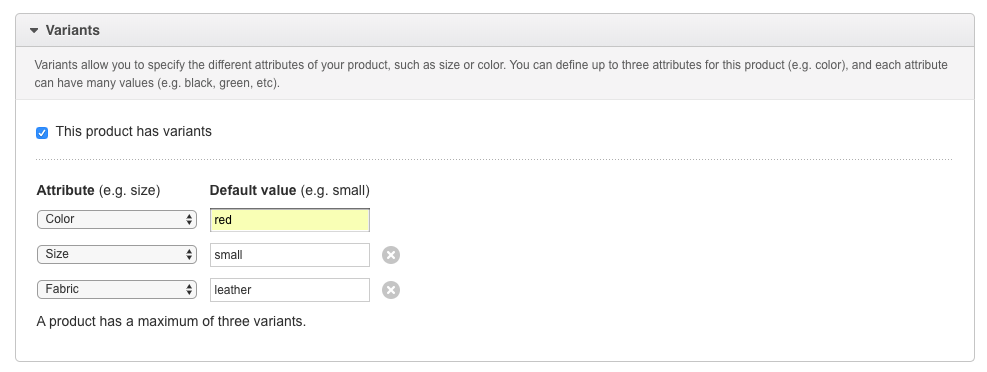 Variants
Variants allow you to specify the different attributes of your product, such as size or color. You can define up to three attributes for this product (e.g. color), and each attribute
can have many values (e.g. black, green, etc).
This product has variants
Attribute (e.g. size) Default value (e.g. small)
Color red
Size small
Fabric leather
A product has a maximum of three variants.